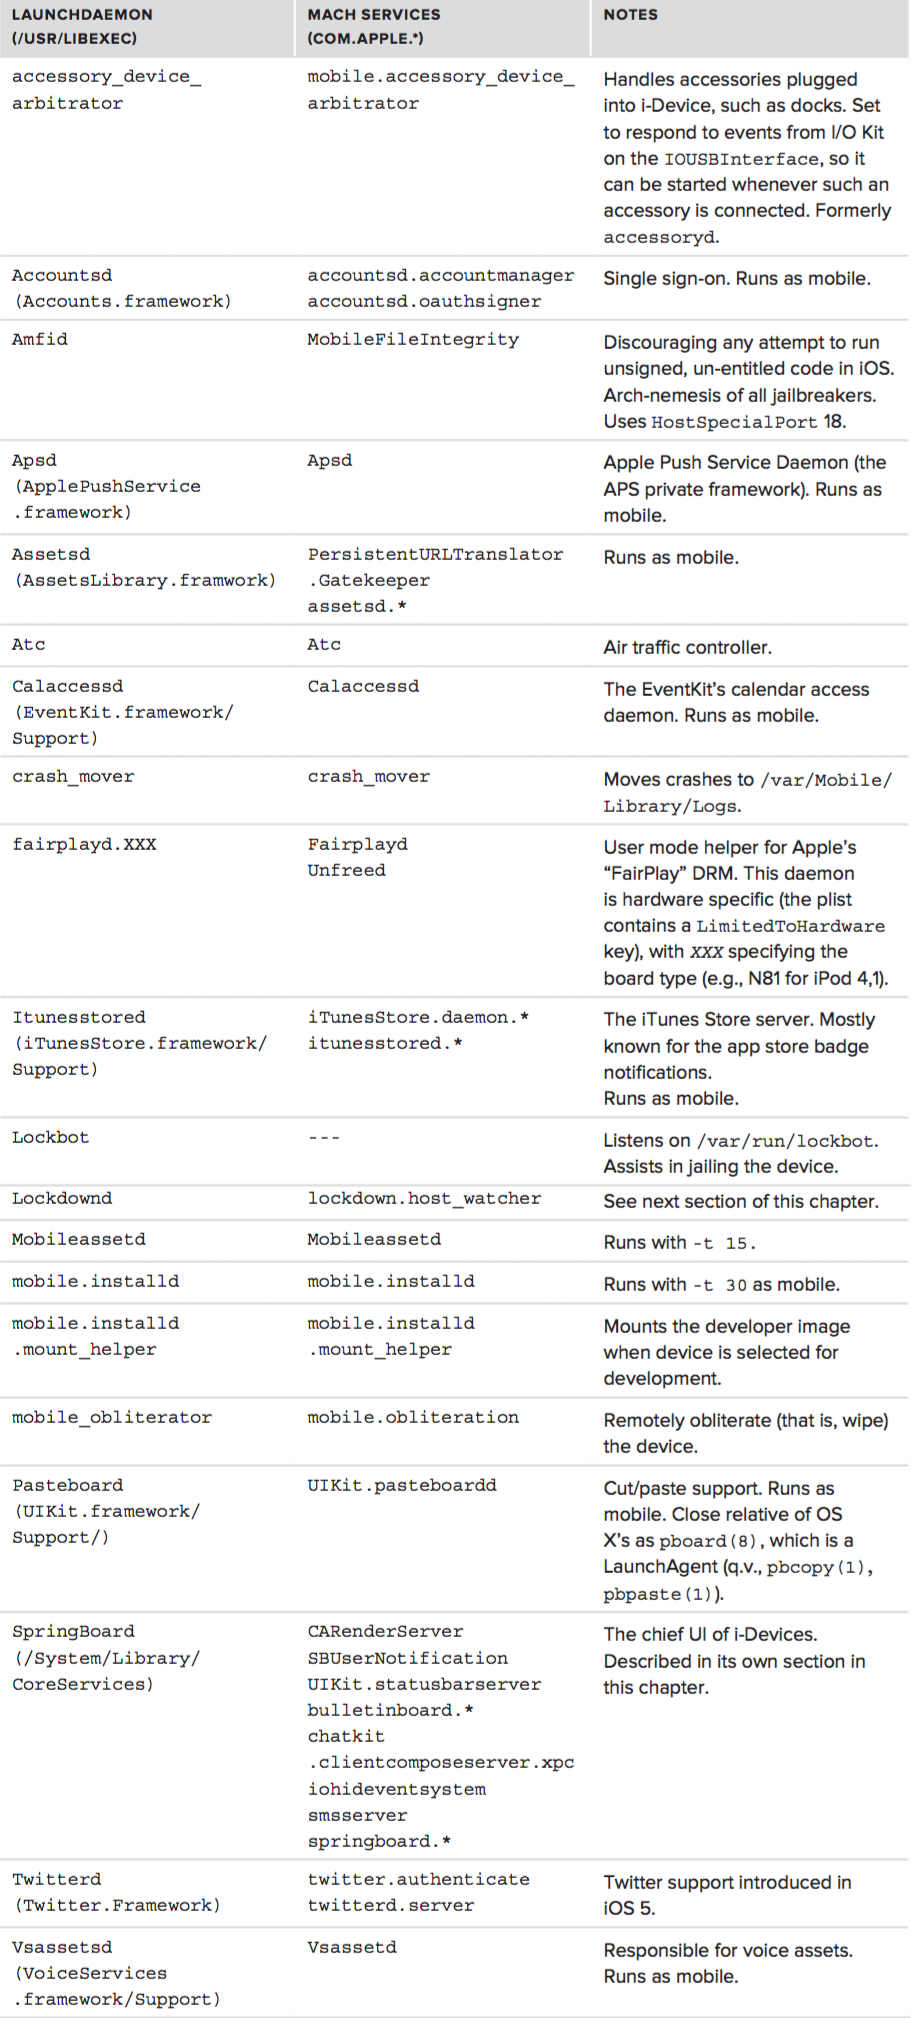 LAUNCHDAEMON
(/USR/LIBEXEC)
MACH SERVICES
(COM.APPLE.*)
NOTES
accessory_device_
arbitrator
mobile.accessory_device_
arbitrator
Handles accessories plugged
into i-Device, such as docks. Set
to respond to events from I/O Kit
on the IOUSBInterface, so it
can be started whenever such an
accessory is connected. Formerly
accessoryd.
Accountsd
(Accounts.framework)
accountsd.accountmanager
accountsd.oauthsigner
Single sign-on. Runs as mobile.
Amfid
MobileFileIntegrity
Discouraging any attempt to run
unsigned, un-entitled code in iOS.
Arch-nemesis of all jailbreakers.
Uses HostSpecialPort 18.
Apsd
(ApplePushService
.framework)
Apsd
Apple Push Service Daemon (the
APS private framework). Runs as
mobile.
Assetsd
(AssetsLibrary.framwork)
PersistentURLTranslator
.Gatekeeper
assetsd.*
Runs as mobile.
Atc
Atc
Air traffic controller.
Calaccessd
(EventKit.framework/
Support)
Calaccessd
The EventKit’s calendar access
daemon. Runs as mobile.
crash_mover
crash_mover
Moves crashes to /var/Mobile/
Library/Logs.
fairplayd.XXX
Fairplayd
Unfreed
User mode helper for Apple’s
“FairPlay” DRM. This daemon
is hardware specific (the plist
contains a LimitedToHardware
key), with XXX specifying the
board type (e.g., N81 for iPod 4,1).
Itunesstored
(iTunesStore.framework/
Support)
iTunesStore.daemon.*
itunesstored.*
The iTunes Store server. Mostly
known for the app store badge
notifications.
Runs as mobile.
Lockbot
---
Listens on /var/run/lockbot.
Assists in jailing the device.
Lockdownd
lockdown.host_watcher
See next section of this chapter.
Mobileassetd
Mobileassetd
Runs with -t 15.
mobile.installd
mobile.installd
Runs with -t 30 as mobile.
mobile.installd
.mount_helper
mobile.installd
.mount_helper
Mounts the developer image
when device is selected for
development.
mobile_obliterator
mobile.obliteration
Remotely obliterate (that is, wipe)
the device.
Pasteboard
(UIKit.framework/
Support/)
UIKit.pasteboardd
Cut/paste support. Runs as
mobile. Close relative of OS
X’s as pboard(8), which is a
LaunchAgent (q.v., pbcopy(1),
pbpaste(1)).
SpringBoard
(/System/Library/
CoreServices)
CARenderServer
SBUserNotification
UIKit.statusbarserver
bulletinboard.*
chatkit
.clientcomposeserver.xpc
iohideventsystem
smsserver
springboard.*
The chief UI of i-Devices.
Described in its own section in
this chapter.
Twitterd
(Twitter.Framework)
twitter.authenticate
twitterd.server
Twitter support introduced in
iOS 5.
Vsassetsd
(VoiceServices
.framework/Support)
Vsassetd
Responsible for voice assets.
Runs as mobile.